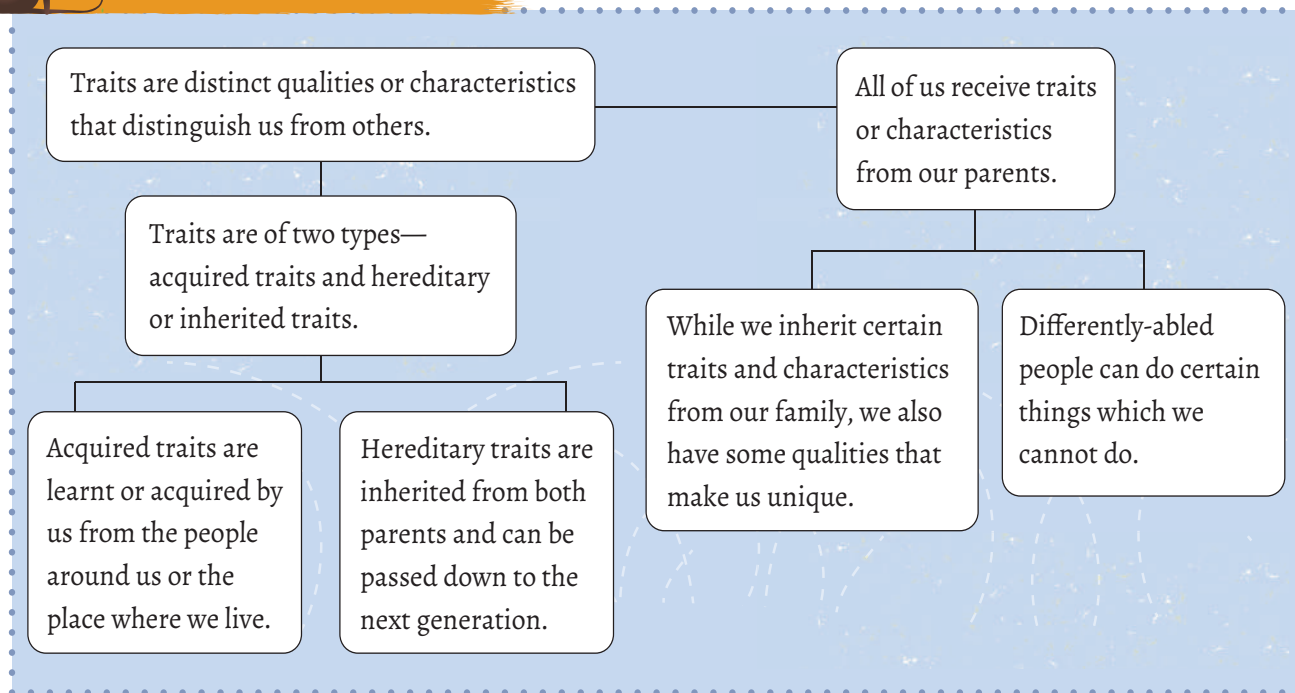 Traits are distinct qualities or characteristics
that distinguish us from others.
All of us receive traits
or characteristics
from our parents.
Traits are of two types—
acquired traits and hereditary
or inherited traits.
While we inherit certain
traits and characteristics
from our family, we also
have some qualities that
make us unique.
Differently-abled
people can do certain
things which we
cannot do.
Acquired traits are
learnt or acquired by
us from the people
around us or the
place where we live.
Hereditary traits are
inherited from both
parents and can be
passed down to the
next generation.